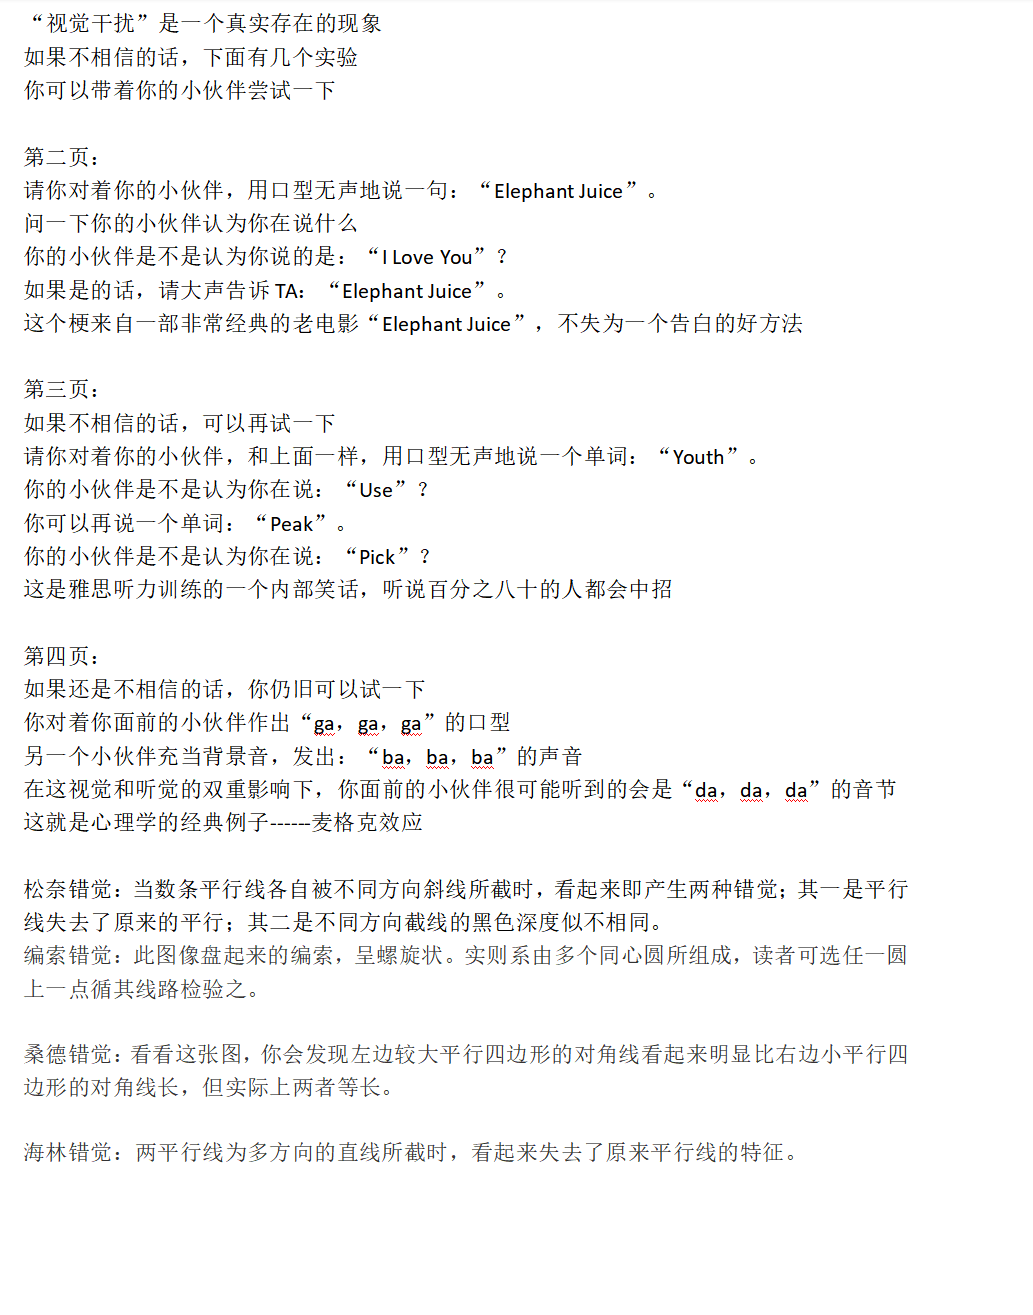 “视觉干扰”是一个真实存在的现象
如果不相信的话，下面有几个实验
你可以带着你的小伙伴尝试一下
第二页：
请你对着你的小伙伴，用口型无声地说一句：“Elephant Juice”。
问一下你的小伙伴认为你在说什么
你的小伙伴是不是认为你说的是：“I Love You”？
如果是的话，请大声告诉 TA：“Elephant Juice”。
这个梗来自一部非常经典的老电影“Elephant Juice”，不失为一个告白的好方法
第三页：
如果不相信的话，可以再试一下
请你对着你的小伙伴，和上面一样，用口型无声地说一个单词：“Youth”。
你的小伙伴是不是认为你在说：“Use”？
你可以再说一个单词：“Peak”。
你的小伙伴是不是认为你在说：“Pick”？
这是雅思听力训练的一个内部笑话，听说百分之八十的人都会中招
第四页：
如果还是不相信的话，你仍旧可以试一下
你对着你面前的小伙伴作出“ga，ga，ga”的口型
另一个小伙伴充当背景音，发出：“ba，ba，ba”的声音
在这视觉和听觉的双重影响下，你面前的小伙伴很可能听到的会是“da，da，da”的音节
这就是心理学的经典例子------麦格克效应
松奈错觉：当数条平行线各自被不同方向斜线所截时，看起来即产生两种错觉；其一是平行
线失去了原来的平行；其二是不同方向截线的黑色深度似不相同。
编索错觉：此图像盘起来的编索，呈螺旋状。实则系由多个同心圆所组成，读者可选任一圆
上一点循其线路检验之。
桑德错觉：看看这张图，你会发现左边较大平行四边形的对角线看起来明显比右边小平行四
边形的对角线长，但实际上两者等长。
海林错觉：两平行线为多方向的直线所截时，看起来失去了原来平行线的特征。